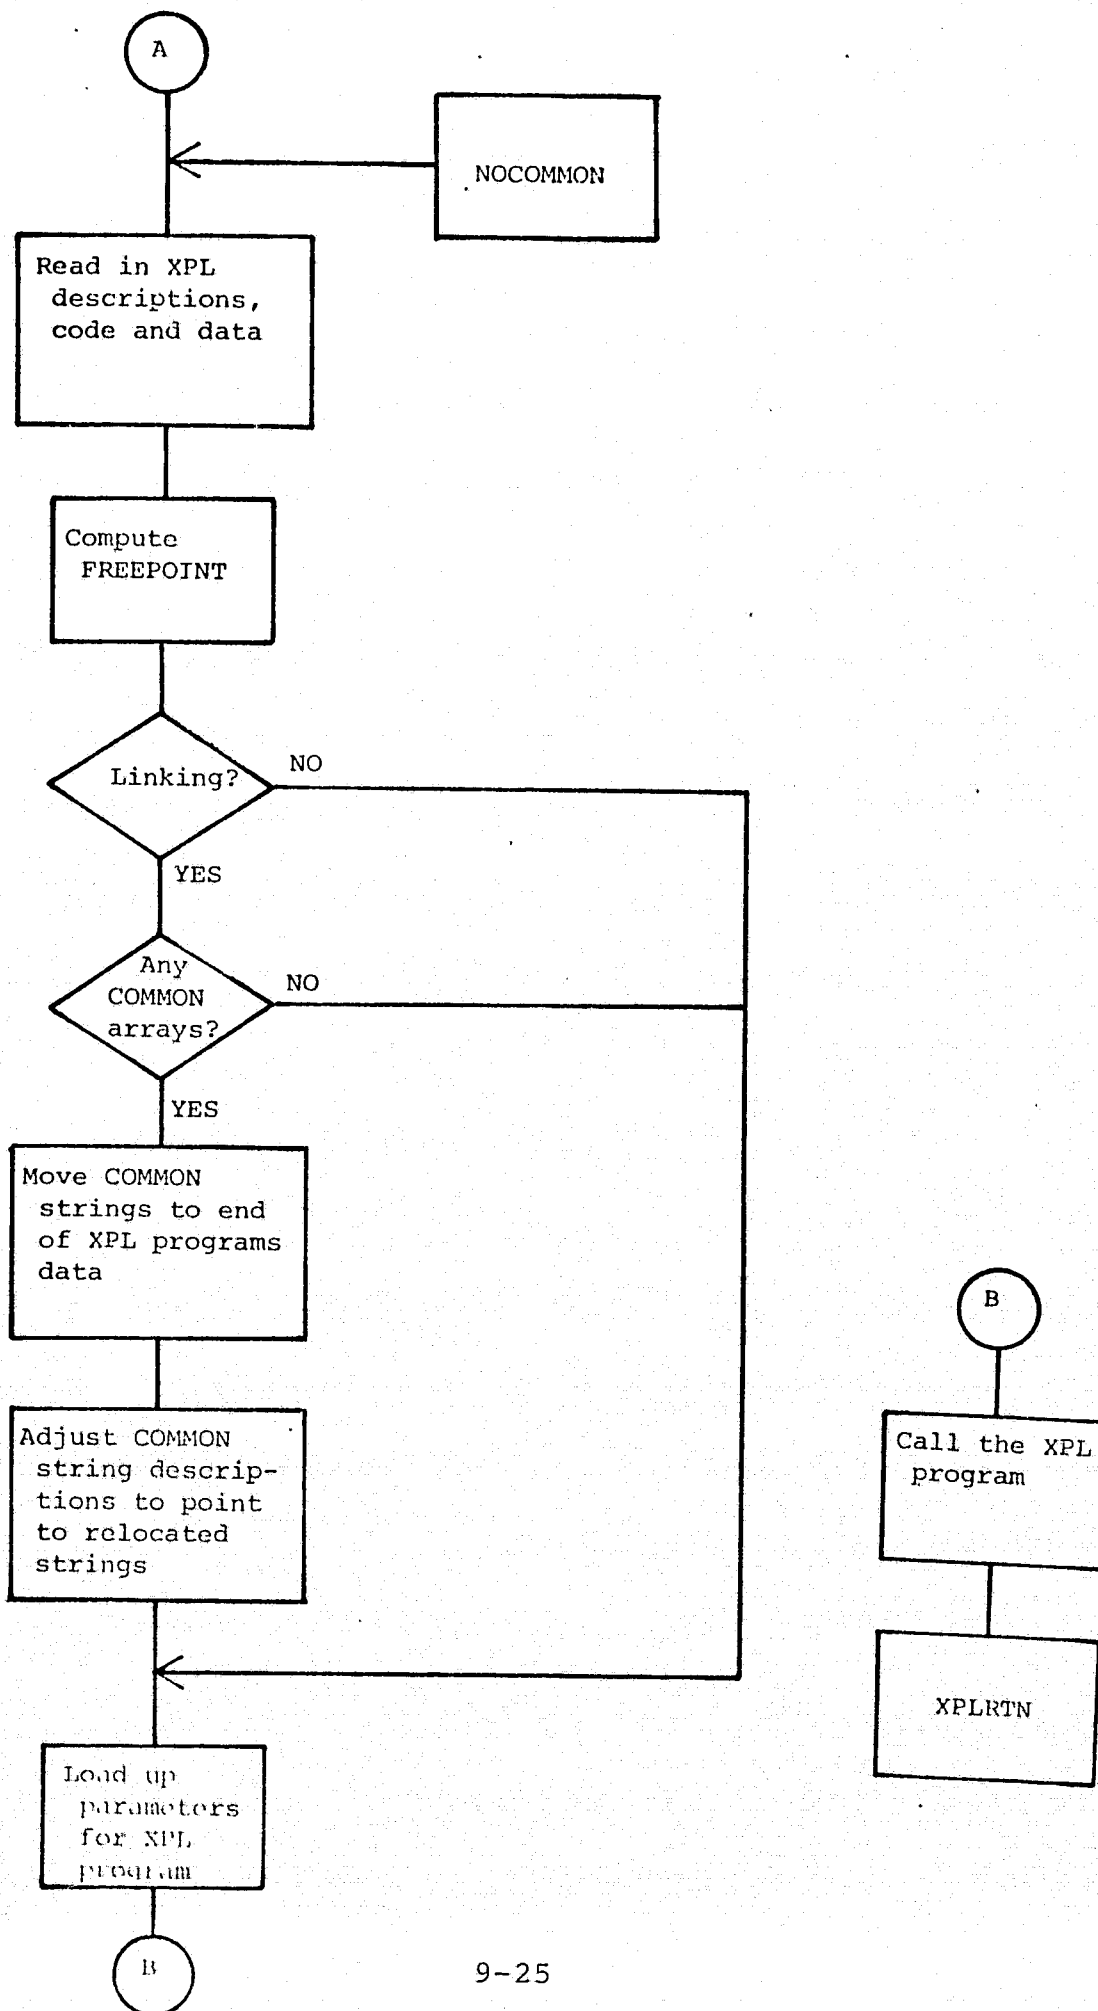 A
NOCOMMON
Read in XPL
descriptions,
code and data
Compute
FREEPOINT
Linking?
NO
YES
Any
COMMON
arrays?
NO
YES
Move COMMON
strings to end
of XPL programs
data
Adjust COMMON
string descrip-
tions to point
to relocated
strings
Load up
parameters
for XPL
program
B
B
Call the XPL
program
XPLRTN
9-25